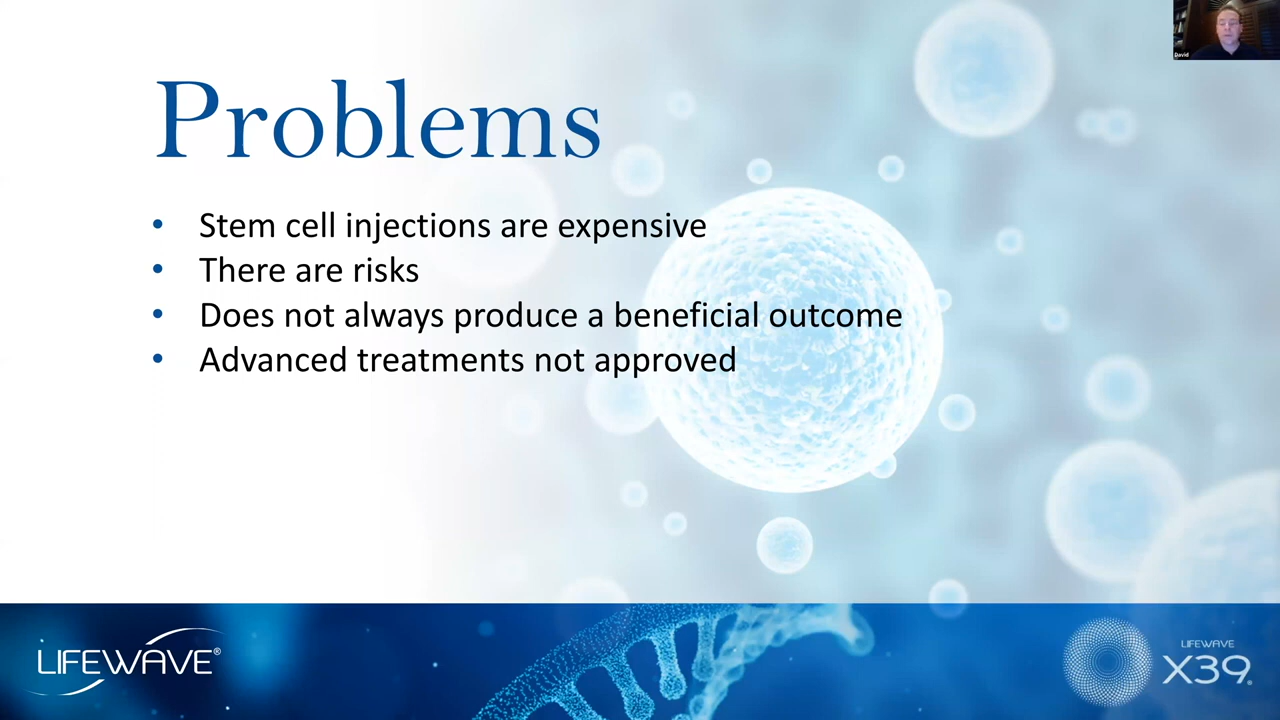 David
Problems
• Stem cell injections are expensive
• There are risks
• Does not always produce a beneficial outcome
• Advanced treatments not approved
LIFEWAVE®
LIFEWAVE
X39®